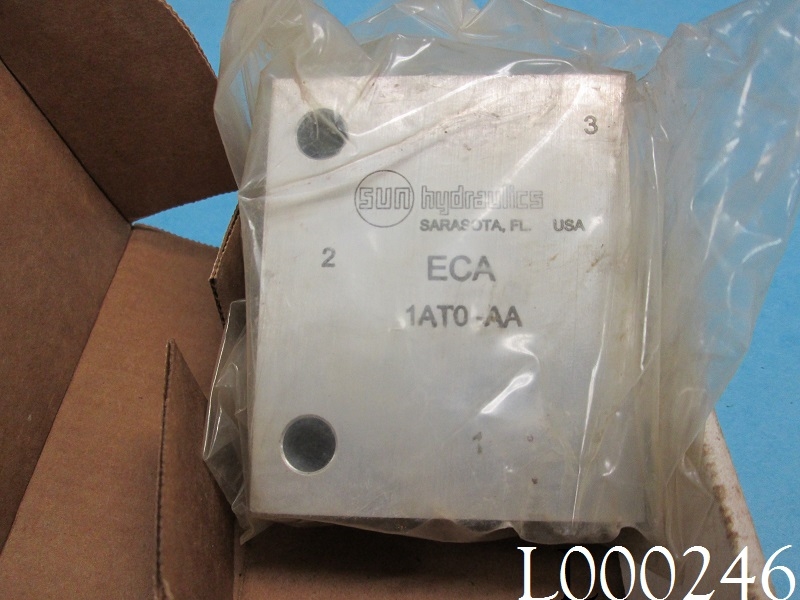 3
sun hydraulics
SARASOTA, FL. USA
2
ECA
1AT0-AA
1
L000246